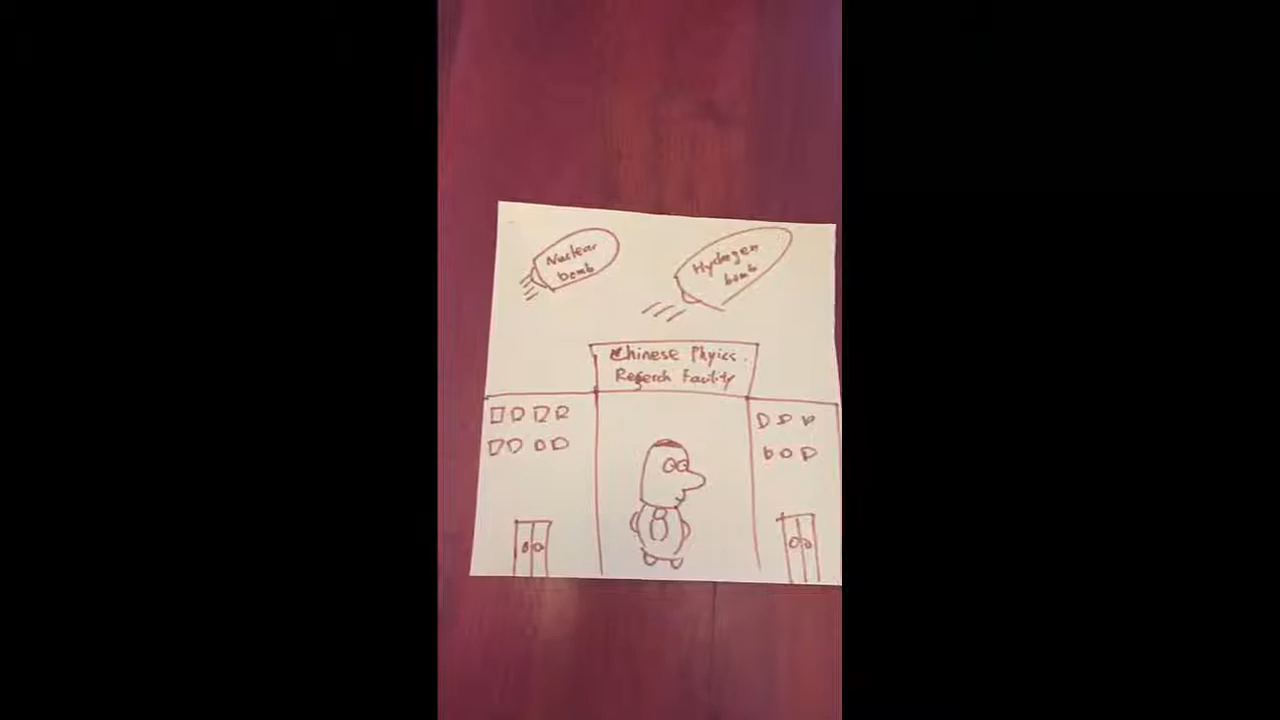 Nuclear
bomb
Hydrogen
bomb
Chinese Phyics
Reserch Facility